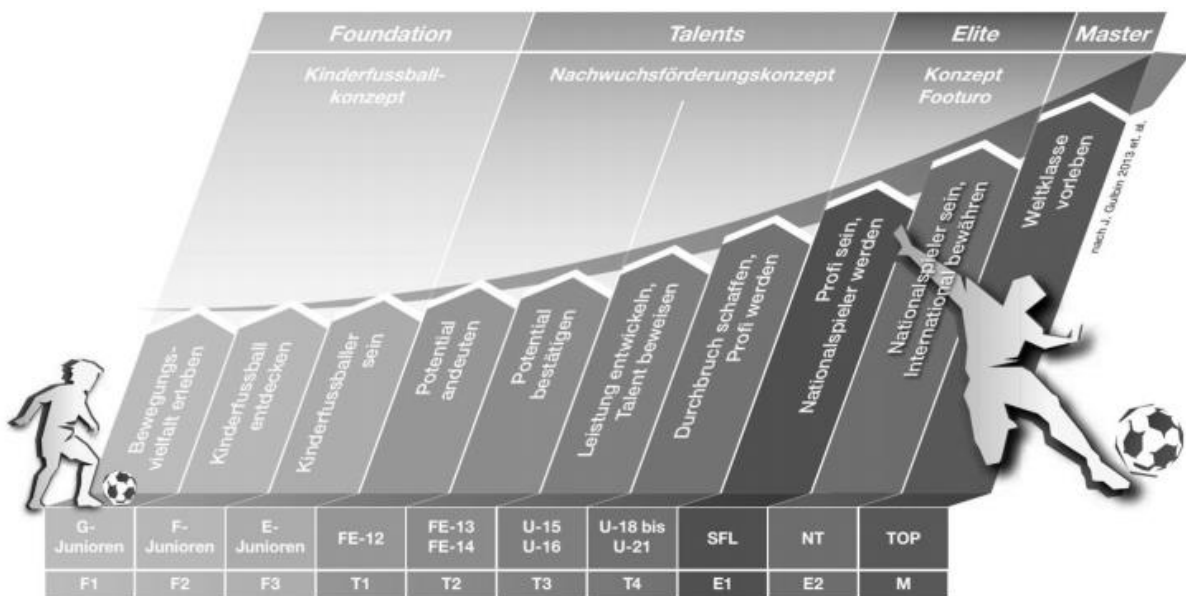 Foundation
Talents
Elite
Master
Kinderfussball-
konzept
Nachwuchsförderungskonzept
Konzept
Footuro
Bewegungs-
vielfalt erleben
Kinderfussball
entdecken
Kinderfussballer
sein
Potential
andeuten
Potential
bestätigen
Leistung entwickeln,
Talent beweisen
Durchbruch schaffen,
Profi werden
Profi sein,
Nationalspieler werden
Nationalspieler sein,
International bewähren
Weltklasse
vorleben
nach J. Gulbin 2013 et. al.
G-
Junioren
F-
Junioren
E-
Junioren
FE-12
FE-13
FE-14
U-15
U-16
U-18 bis
U-21
SFL
NT
TOP
F1
F2
F3
T1
T2
T3
T4
E1
E2
M